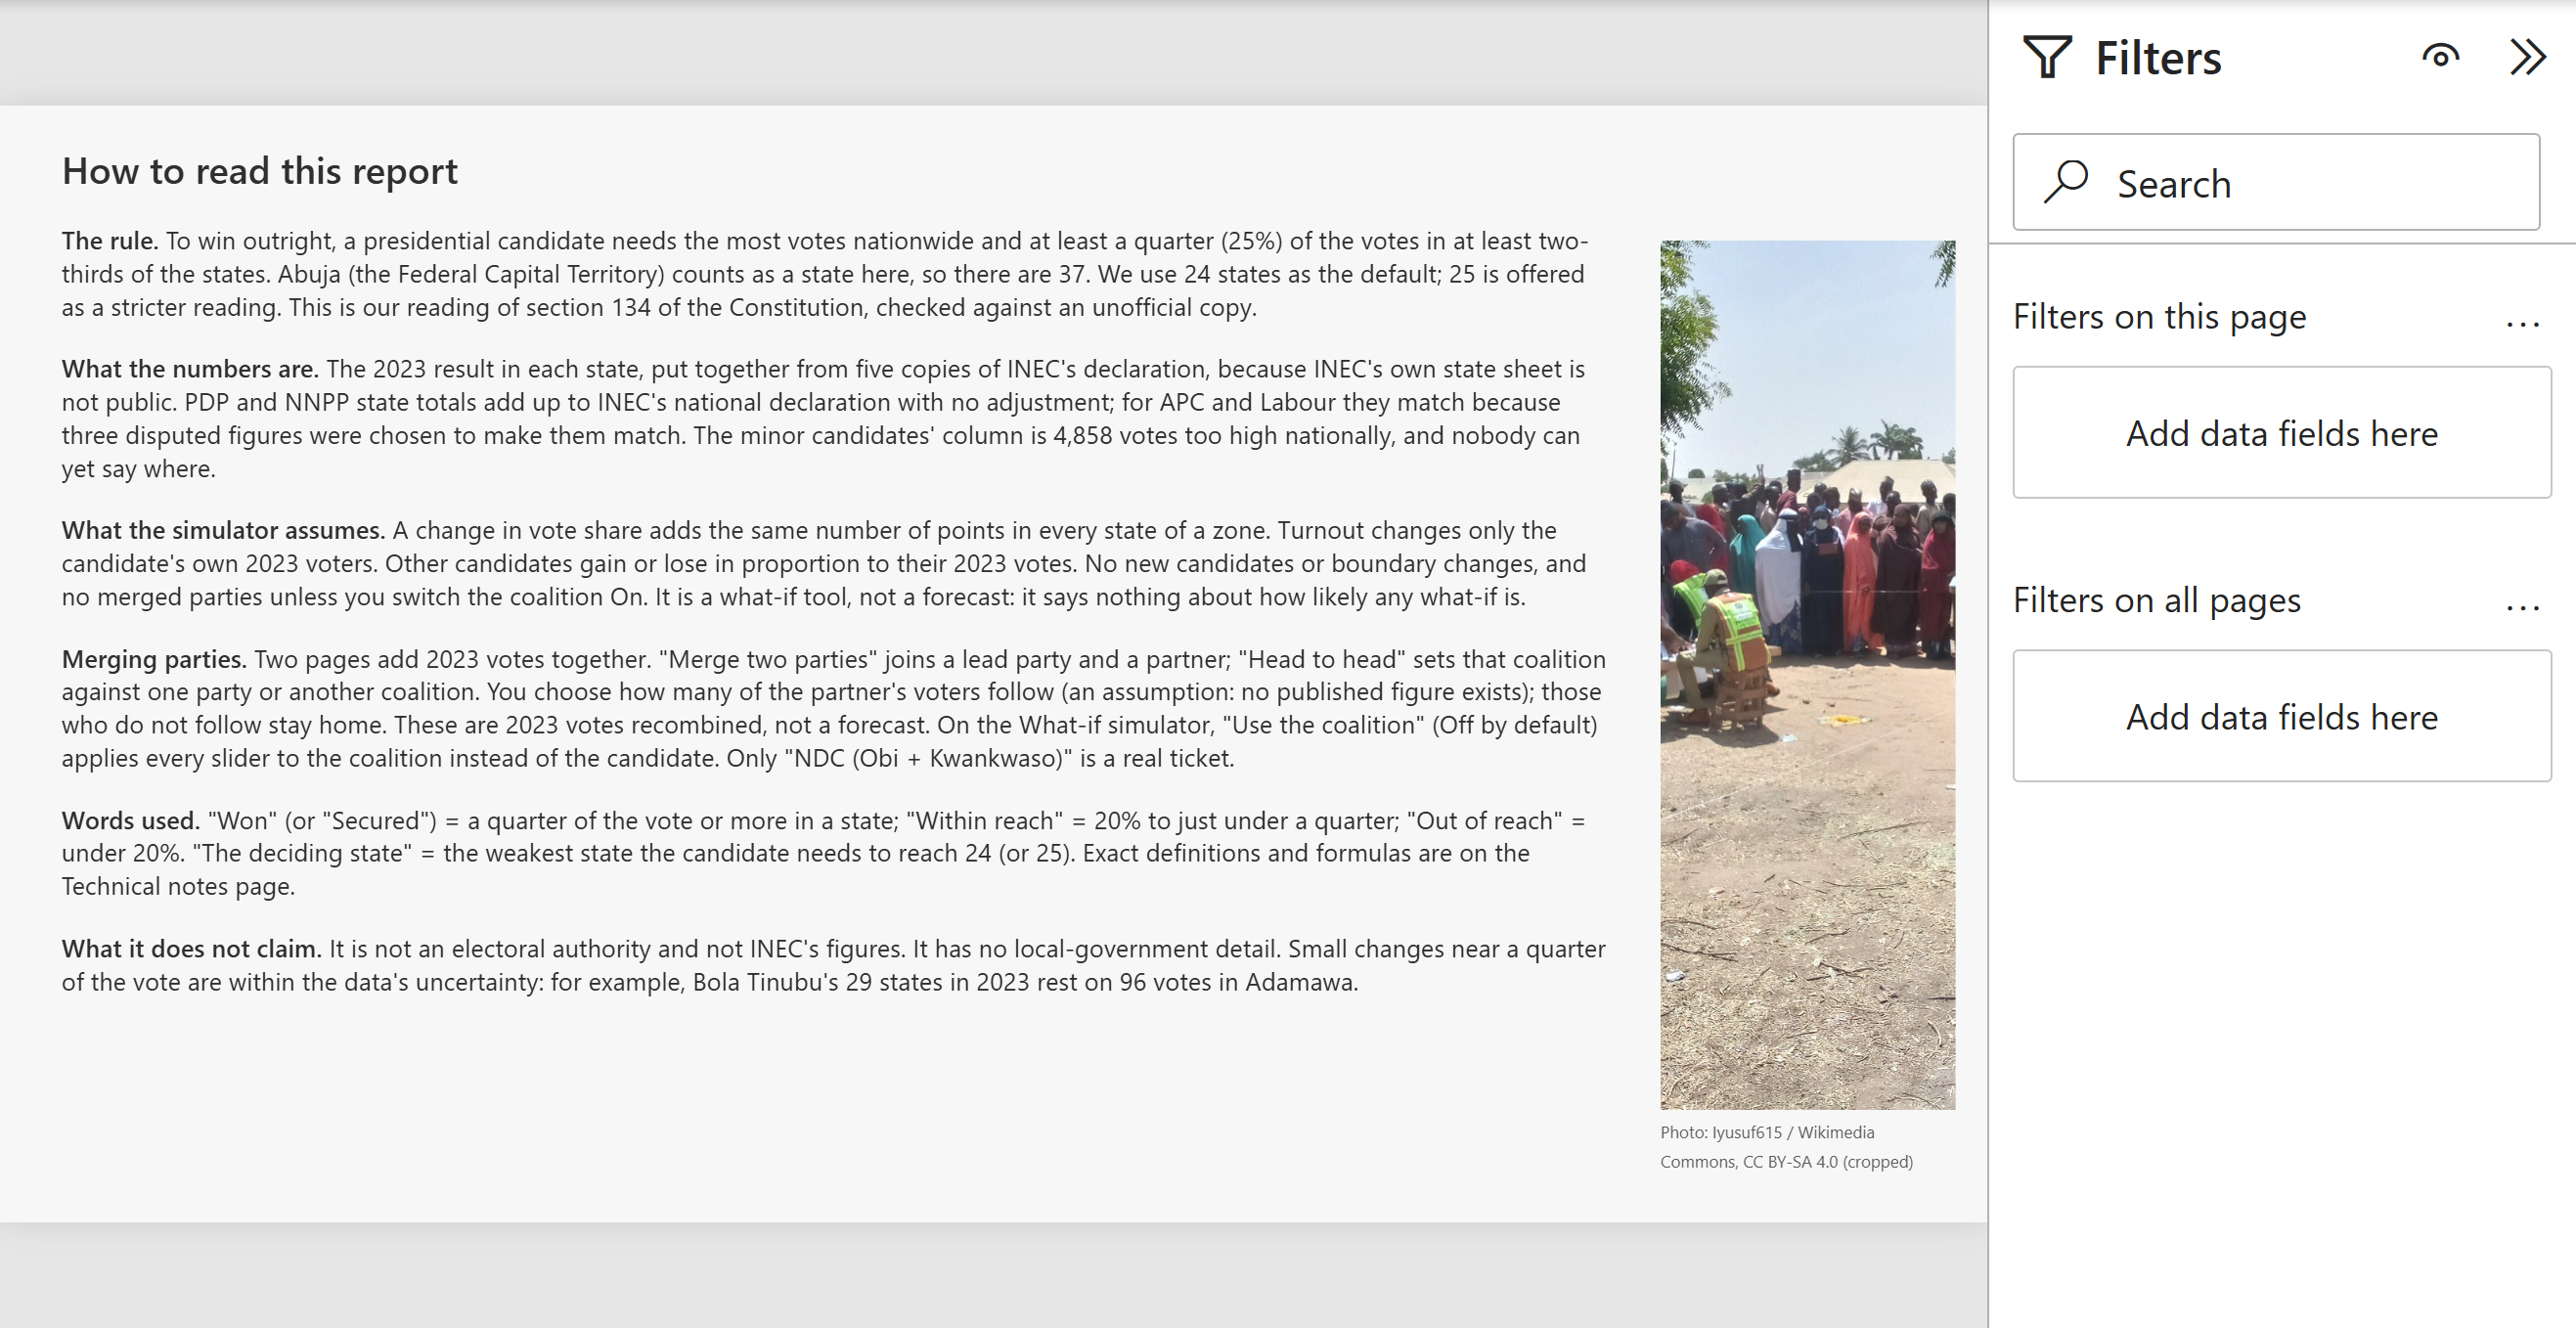 How to read this report
The rule. To win outright, a presidential candidate needs the most votes nationwide and at least a quarter (25%) of the votes in at least two-
thirds of the states. Abuja (the Federal Capital Territory) counts as a state here, so there are 37. We use 24 states as the default; 25 is offered
as a stricter reading. This is our reading of section 134 of the Constitution, checked against an unofficial copy.
What the numbers are. The 2023 result in each state, put together from five copies of INEC's declaration, because INEC's own state sheet is
not public. PDP and NNPP state totals add up to INEC's national declaration with no adjustment; for APC and Labour they match because
three disputed figures were chosen to make them match. The minor candidates' column is 4,858 votes too high nationally, and nobody can
yet say where.
What the simulator assumes. A change in vote share adds the same number of points in every state of a zone. Turnout changes only the
candidate's own 2023 voters. Other candidates gain or lose in proportion to their 2023 votes. No new candidates or boundary changes, and
no merged parties unless you switch the coalition On. It is a what-if tool, not a forecast: it says nothing about how likely any what-if is.
Merging parties. Two pages add 2023 votes together. "Merge two parties" joins a lead party and a partner; "Head to head" sets that coalition
against one party or another coalition. You choose how many of the partner's voters follow (an assumption: no published figure exists); those
who do not follow stay home. These are 2023 votes recombined, not a forecast. On the What-if simulator, "Use the coalition" (Off by default)
applies every slider to the coalition instead of the candidate. Only "NDC (Obi + Kwankwaso)" is a real ticket.
Words used. "Won" (or "Secured") = a quarter of the vote or more in a state; "Within reach" = 20% to just under a quarter; "Out of reach" =
under 20%. "The deciding state" = the weakest state the candidate needs to reach 24 (or 25). Exact definitions and formulas are on the
Technical notes page.
What it does not claim. It is not an electoral authority and not INEC's figures. It has no local-government detail. Small changes near a quarter
of the vote are within the data's uncertainty: for example, Bola Tinubu's 29 states in 2023 rest on 96 votes in Adamawa.
Photo: Iyusuf615 / Wikimedia
Commons, CC BY-SA 4.0 (cropped)
Filters
Search
Filters on this page
...
Add data fields here
Filters on all pages
...
Add data fields here